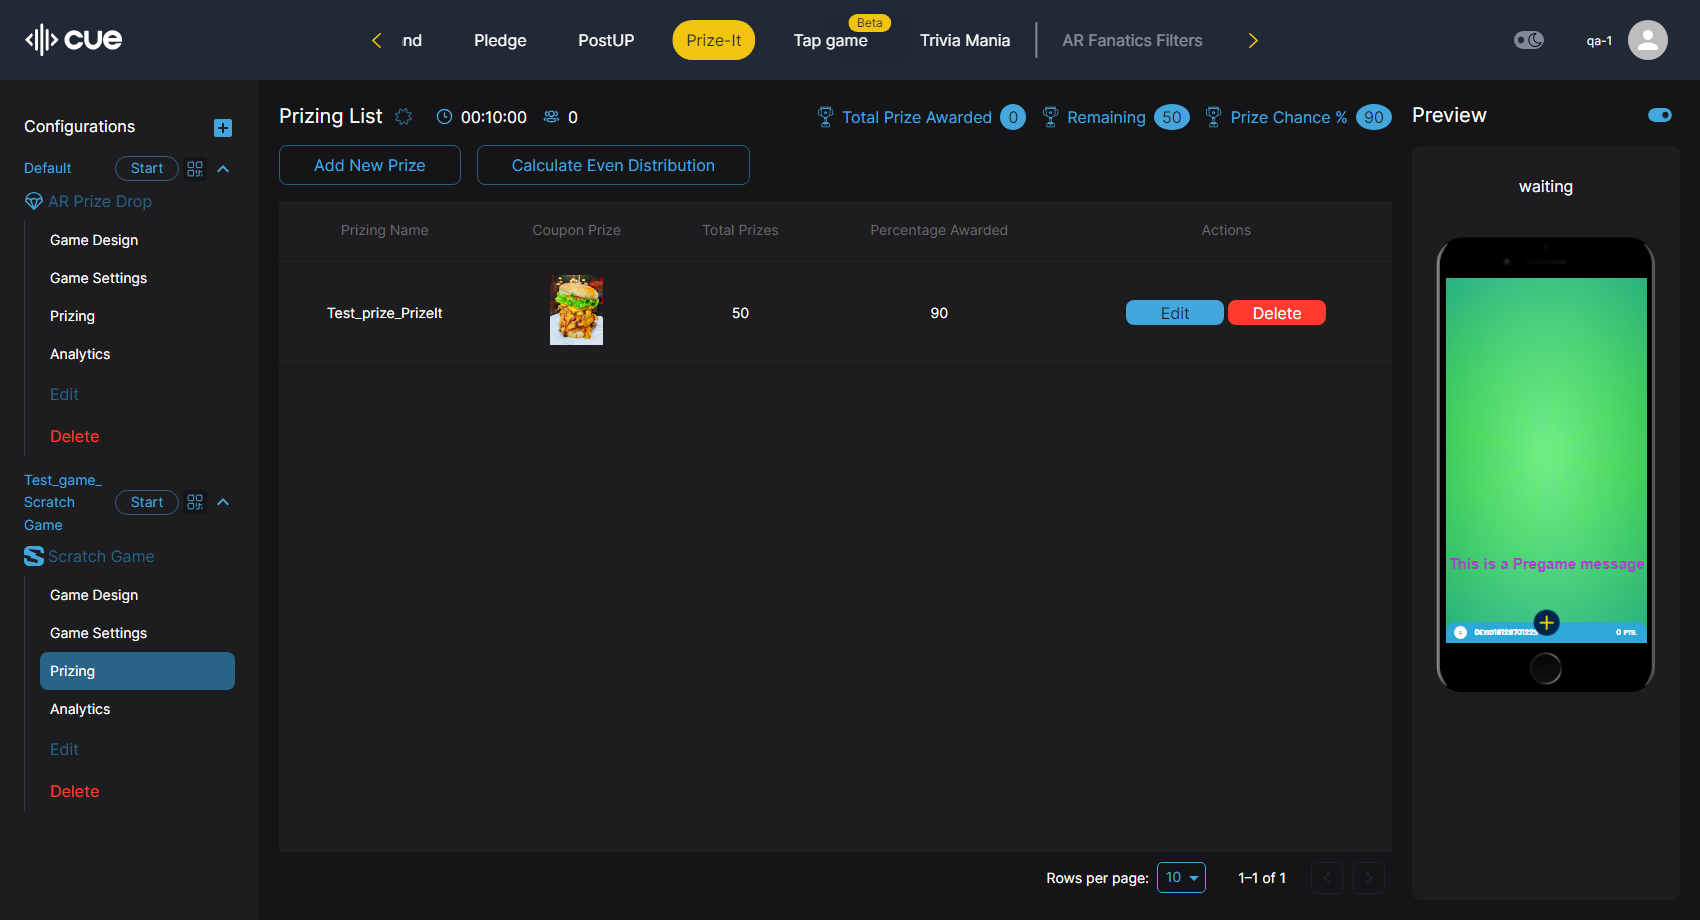 cue
nd
Pledge
PostUP
Prize-It
Beta
Tap game
Trivia Mania
AR Fanatics Filters
qa-1
Configurations
Default
Start
AR Prize Drop
Game Design
Game Settings
Prizing
Analytics
Edit
Delete
Test_game_
Scratch
Game
Start
Scratch Game
Game Design
Game Settings
Prizing
Analytics
Edit
Delete
Prizing List
00:10:00
0
Total Prize Awarded 0
Remaining 50
Prize Chance % 90
Add New Prize
Calculate Even Distribution
Prizing Name
Coupon Prize
Total Prizes
Percentage Awarded
Actions
Test_prize_PrizeIt
50
90
Edit
Delete
Rows per page: 10
1–1 of 1
Preview
waiting
This is a Pregame message
0 PTS.